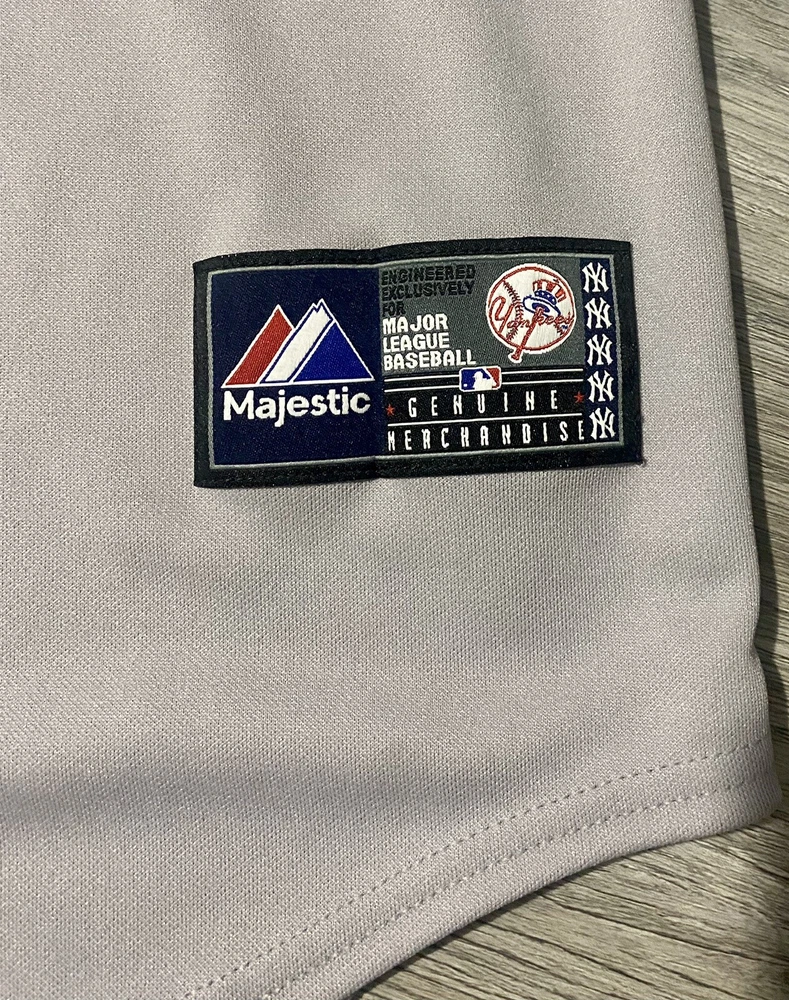 Majestic
ENGINEERED
EXCLUSIVELY
FOR
MAJOR
LEAGUE
BASEBALL
Yankees
GENUINE
MERCHANDISE
NY
NY
NY
NY
NY